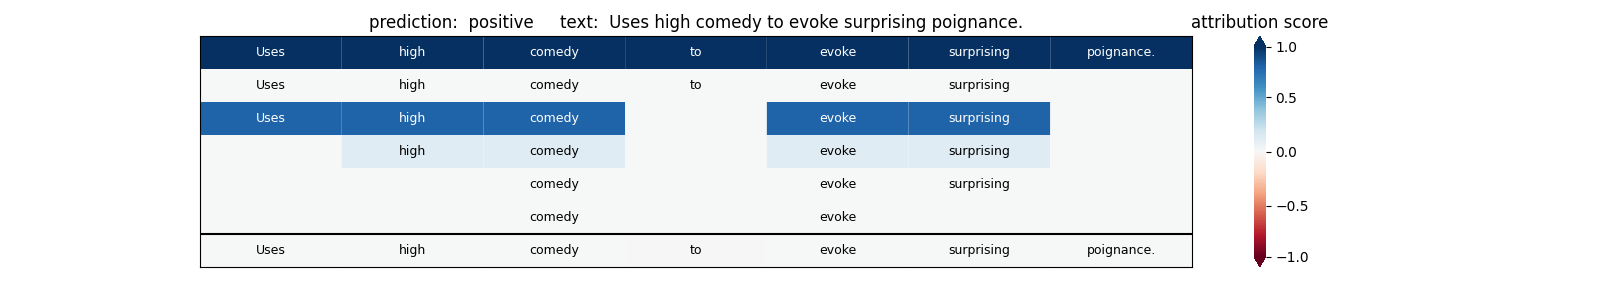 prediction:  positive     text:  Uses high comedy to evoke surprising poignance.
attribution score
Uses high comedy to evoke surprising poignance.
Uses high comedy to evoke surprising
Uses high comedy evoke surprising
high comedy evoke surprising
comedy evoke surprising
comedy evoke
Uses high comedy to evoke surprising poignance.
1.0
0.5
0.0
−0.5
−1.0